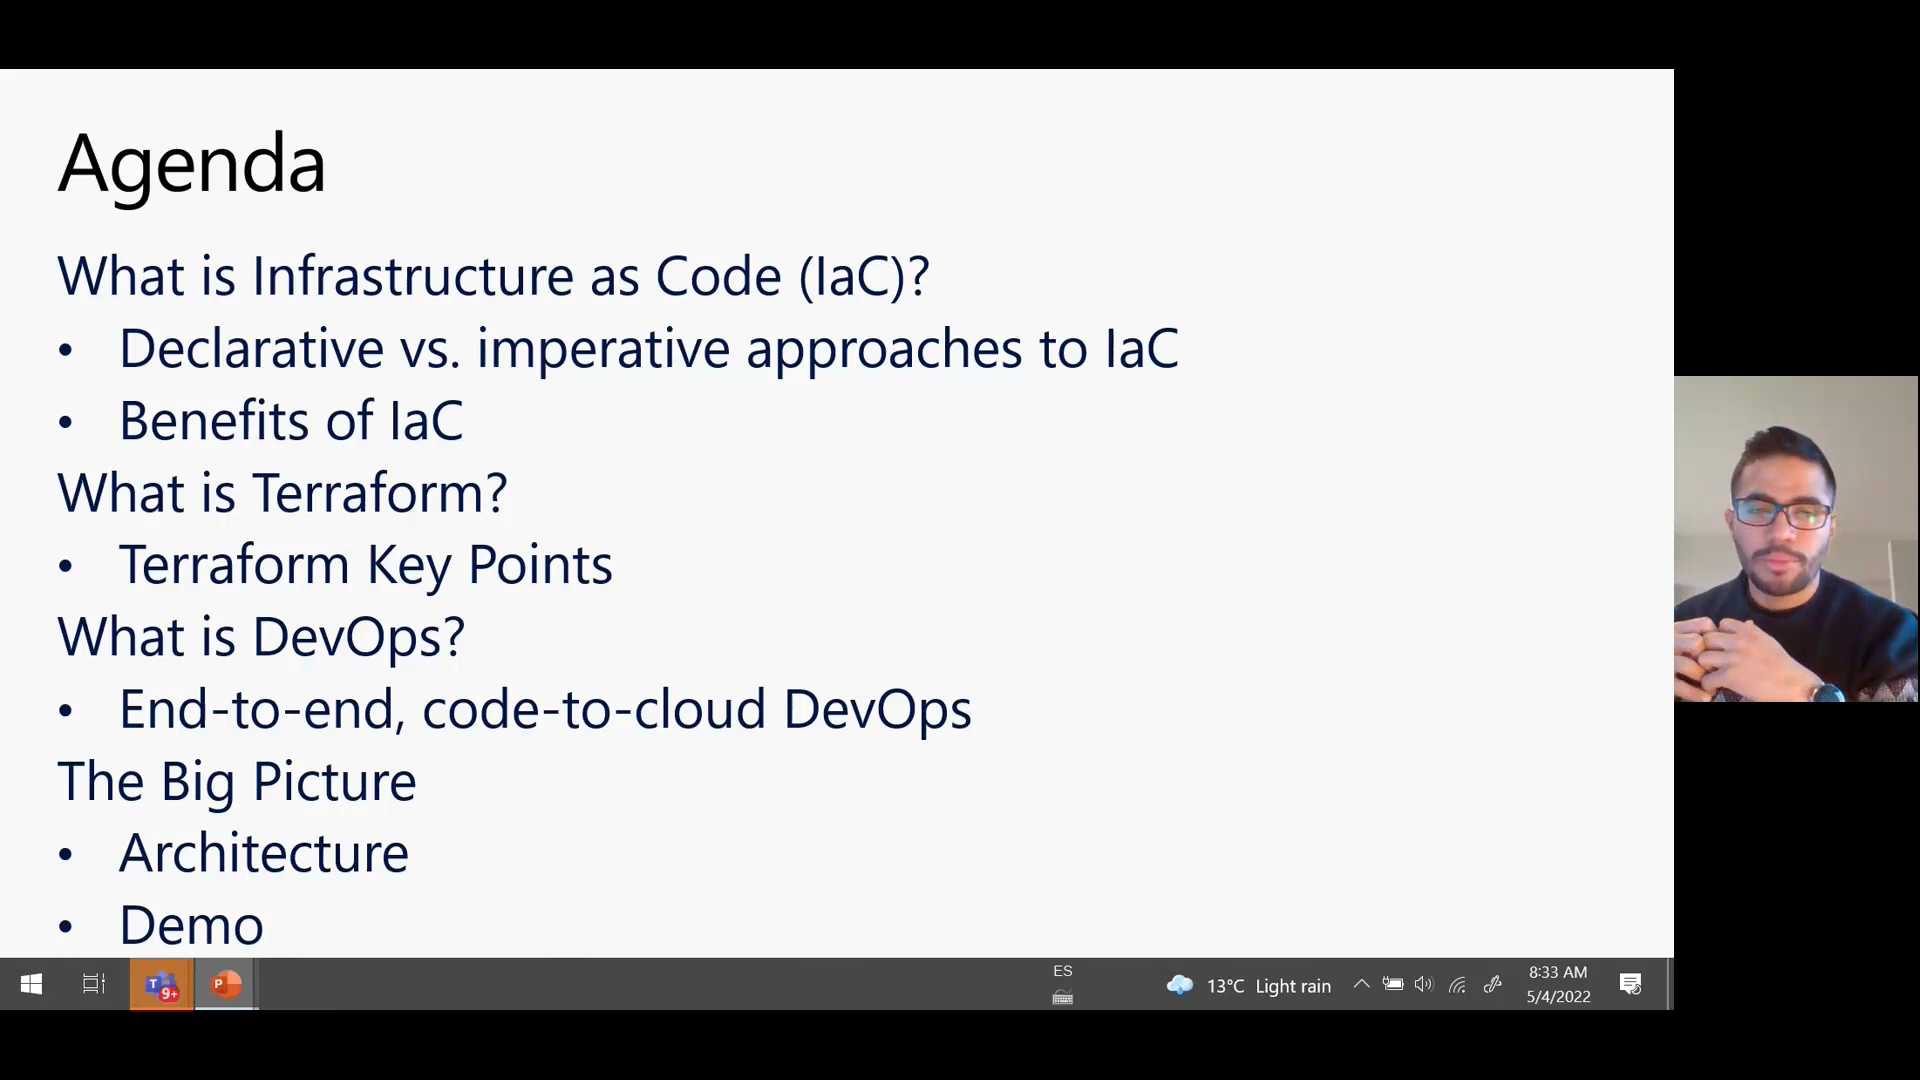 Agenda
What is Infrastructure as Code (IaC)?
• Declarative vs. imperative approaches to IaC
• Benefits of IaC
What is Terraform?
• Terraform Key Points
What is DevOps?
• End-to-end, code-to-cloud DevOps
The Big Picture
• Architecture
• Demo
T 9+
P
ES
13°C Light rain
8:33 AM
5/4/2022